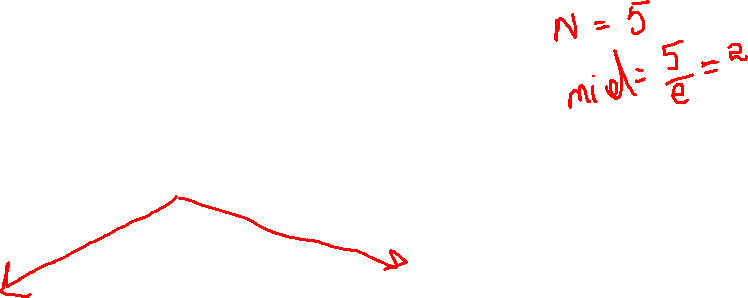 N = 5
mid = 5/2 = 2